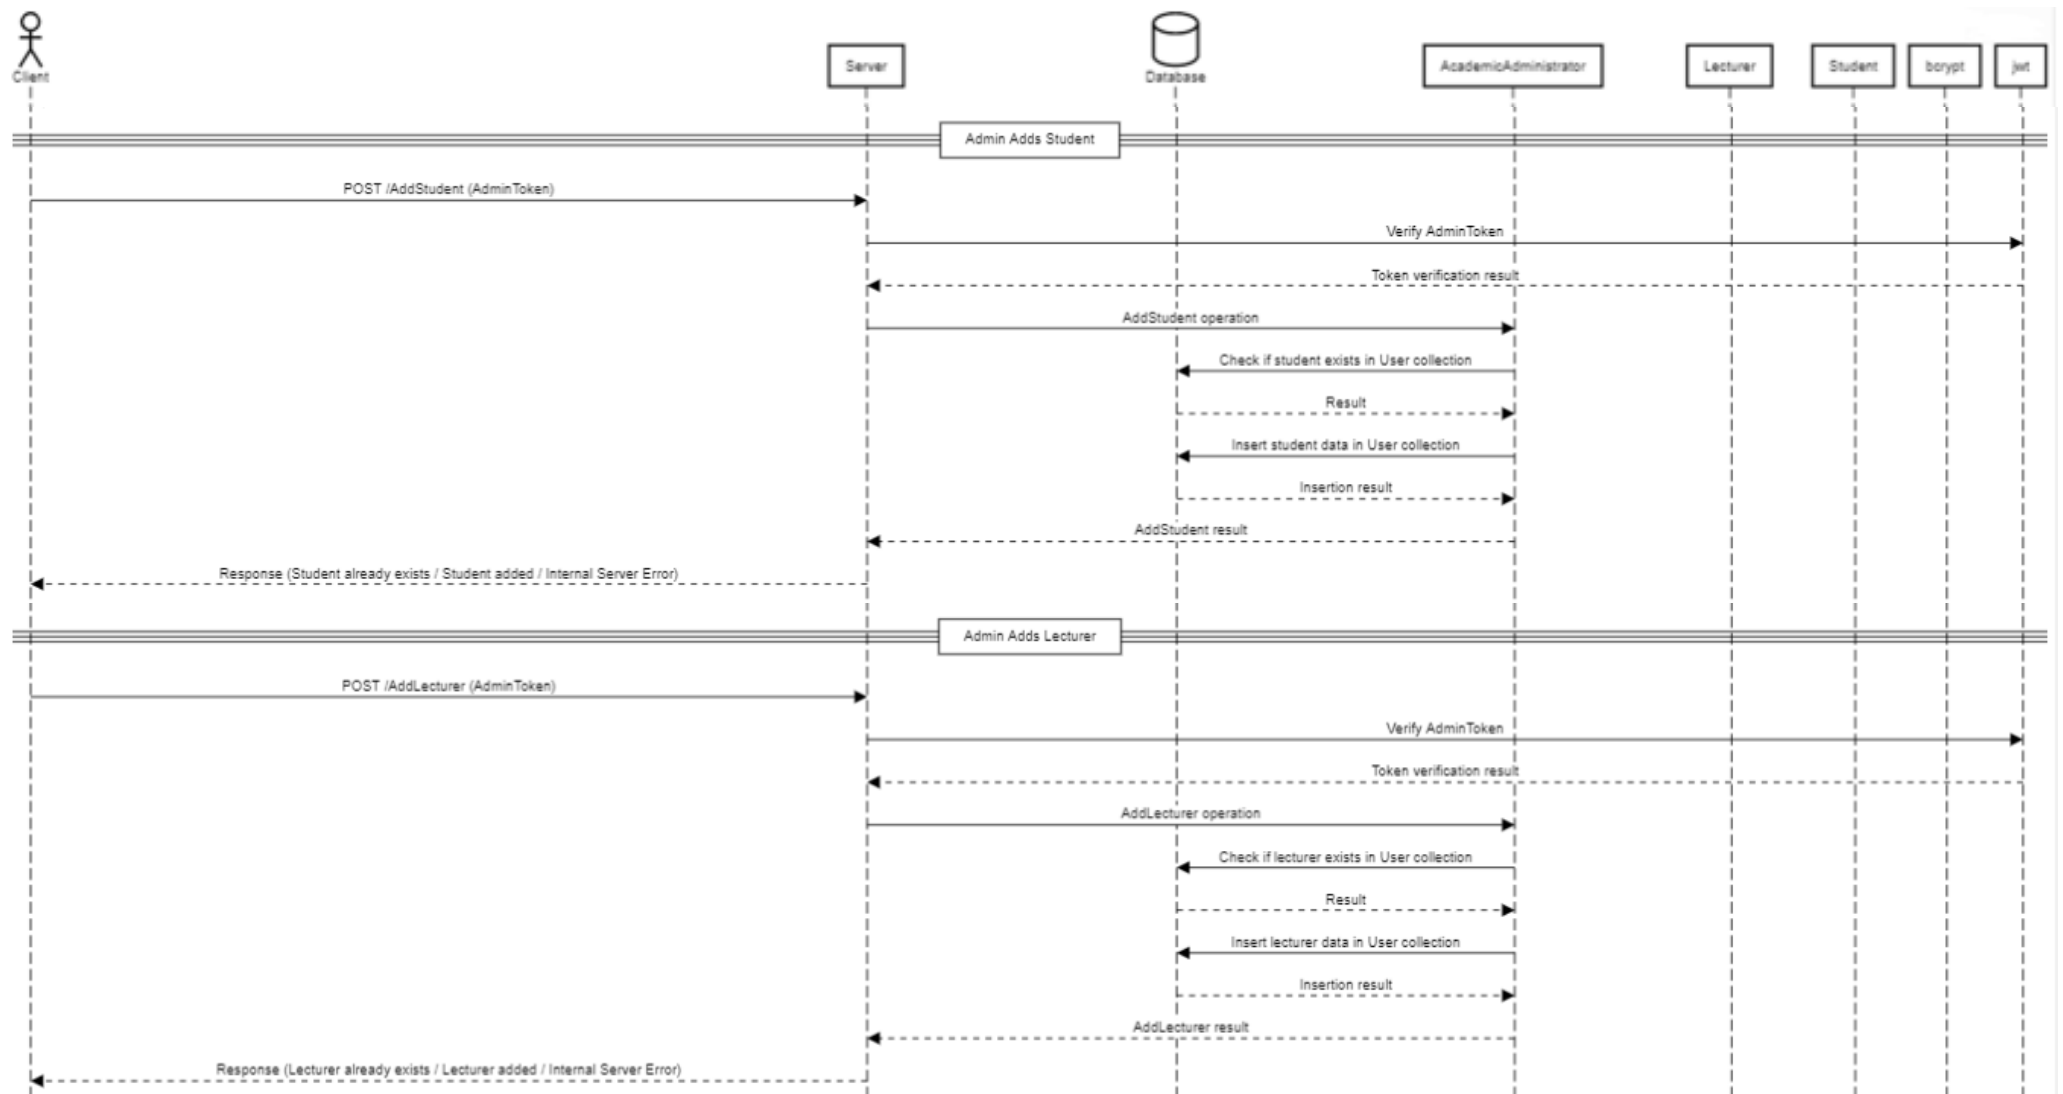 Client
Server
Database
AcademicAdministrator
Lecturer
Student
bcrypt
jwt
Admin Adds Student
POST /AddStudent (AdminToken)
Verify AdminToken
Token verification result
AddStudent operation
Check if student exists in User collection
Result
Insert student data in User collection
Insertion result
AddStudent result
Response (Student already exists / Student added / Internal Server Error)
Admin Adds Lecturer
POST /AddLecturer (AdminToken)
Verify AdminToken
Token verification result
AddLecturer operation
Check if lecturer exists in User collection
Result
Insert lecturer data in User collection
Insertion result
AddLecturer result
Response (Lecturer already exists / Lecturer added / Internal Server Error)